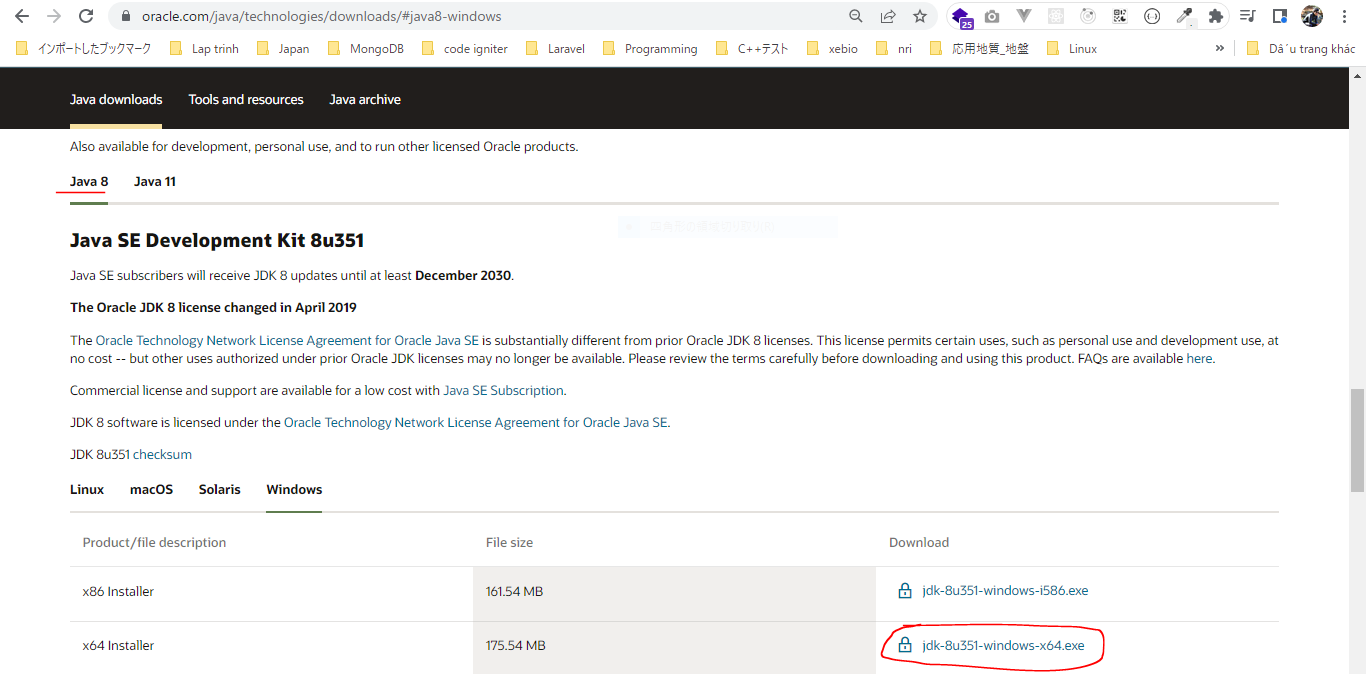 oracle.com/java/technologies/downloads/#java8-windows
25
インポートしたブックマーク Lap trinh Japan MongoDB code igniter Laravel Programming C++テスト xebio nri 応用地質_地盤 Linux » Dấu trang khác
Java downloads Tools and resources Java archive
Also available for development, personal use, and to run other licensed Oracle products.
Java 8 Java 11
Java SE Development Kit 8u351
Java SE subscribers will receive JDK 8 updates until at least December 2030.
The Oracle JDK 8 license changed in April 2019
The Oracle Technology Network License Agreement for Oracle Java SE is substantially different from prior Oracle JDK 8 licenses. This license permits certain uses, such as personal use and development use, at
no cost -- but other uses authorized under prior Oracle JDK licenses may no longer be available. Please review the terms carefully before downloading and using this product. FAQs are available here.
Commercial license and support are available for a low cost with Java SE Subscription.
JDK 8 software is licensed under the Oracle Technology Network License Agreement for Oracle Java SE.
JDK 8u351 checksum
Linux macOS Solaris Windows
Product/file description File size Download
x86 Installer 161.54 MB jdk-8u351-windows-i586.exe
x64 Installer 175.54 MB jdk-8u351-windows-x64.exe